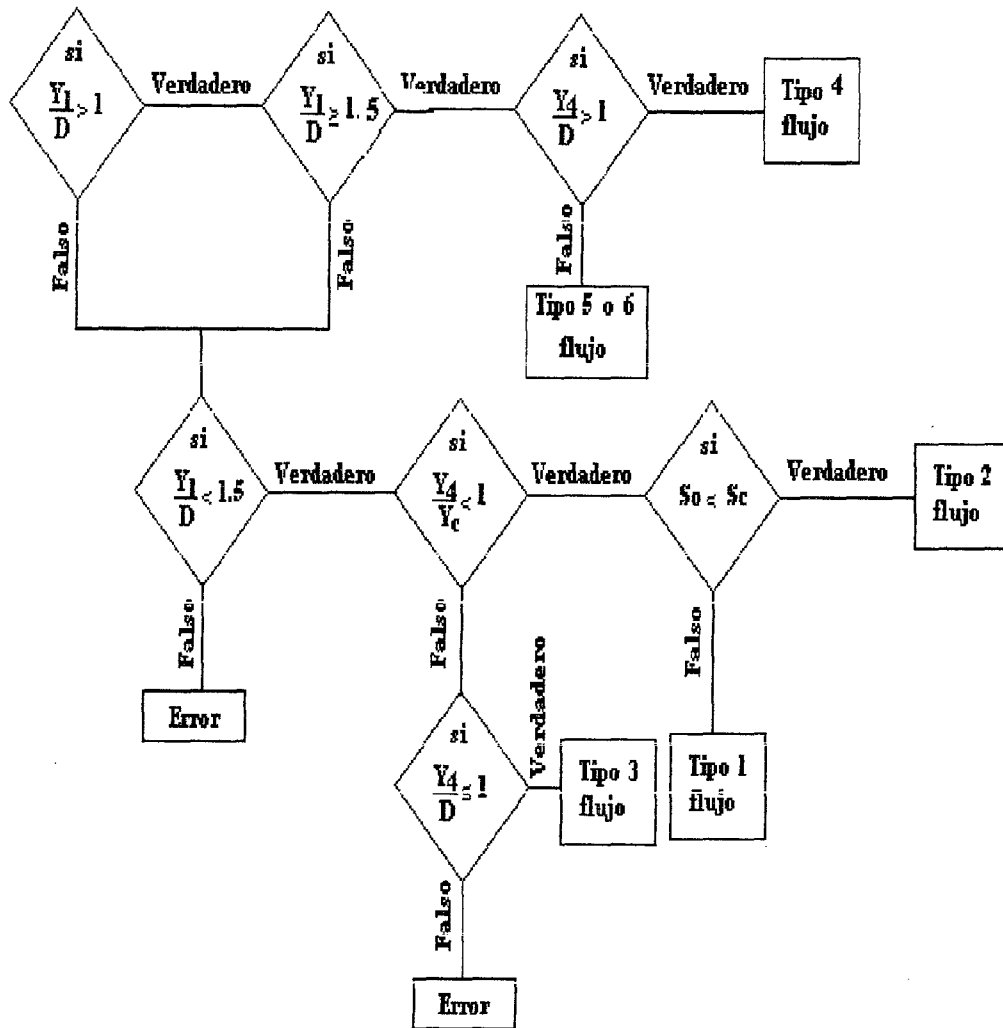 si
Y1
D > 1
Verdadero
si
Y1
D ≥ 1.5
Verdadero
si
Y4
D > 1
Verdadero
Tipo 4
flujo
Falso
Falso
Falso
Tipo 5 o 6
flujo
si
Y1
D < 1.5
Verdadero
si
Y4
Yc < 1
Verdadero
si
So < Sc
Verdadero
Tipo 2
flujo
Falso
Falso
Falso
Error
si
Y4
D ≤ 1
Verdadero
Tipo 3
flujo
Tipo 1
flujo
Falso
Error